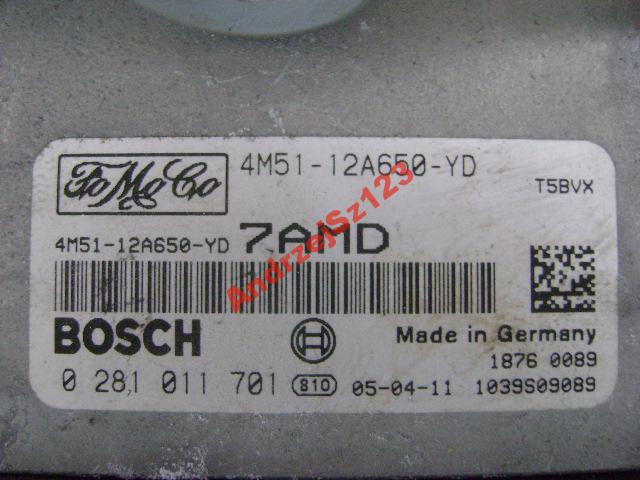 FoMoCo 4M51-12A650-YD
T5BVX
4M51-12A650-YD 7AMD
AndrzejSz123
BOSCH Made in Germany
1876 0089
0 281 011 701 810 05-04-11 1039S09089